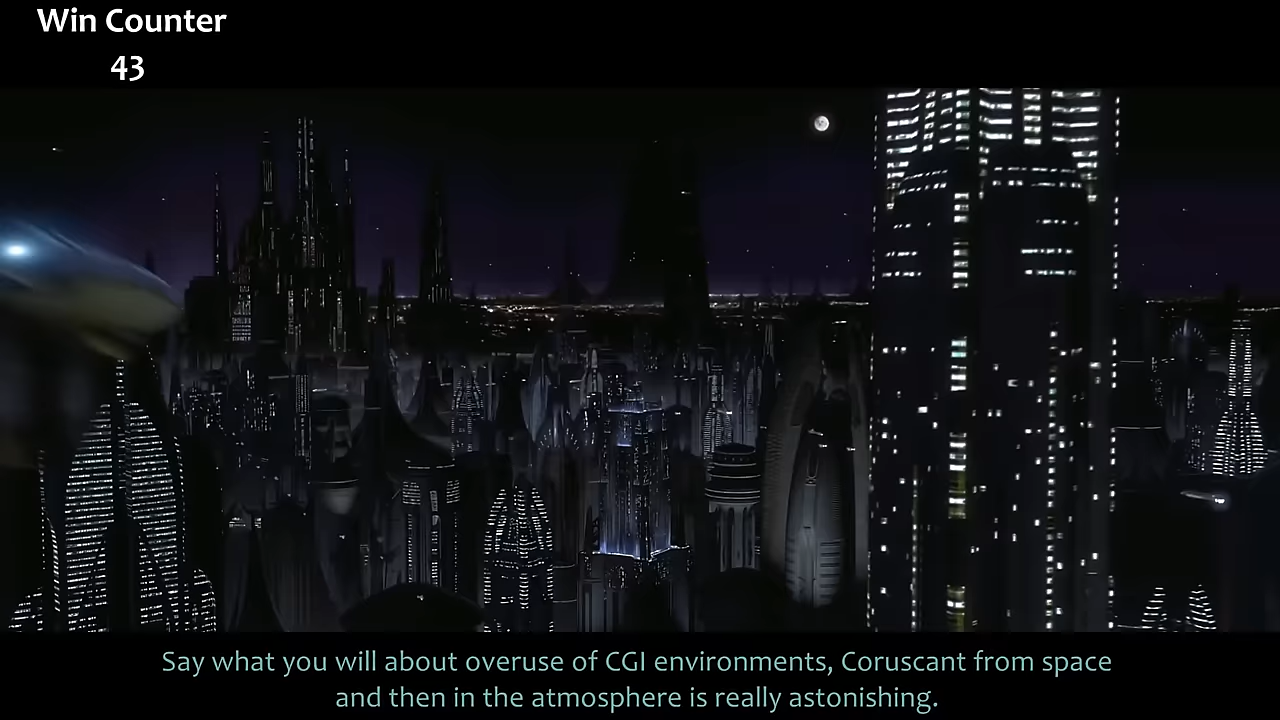 Win Counter
43
Say what you will about overuse of CGI environments, Coruscant from space
and then in the atmosphere is really astonishing.